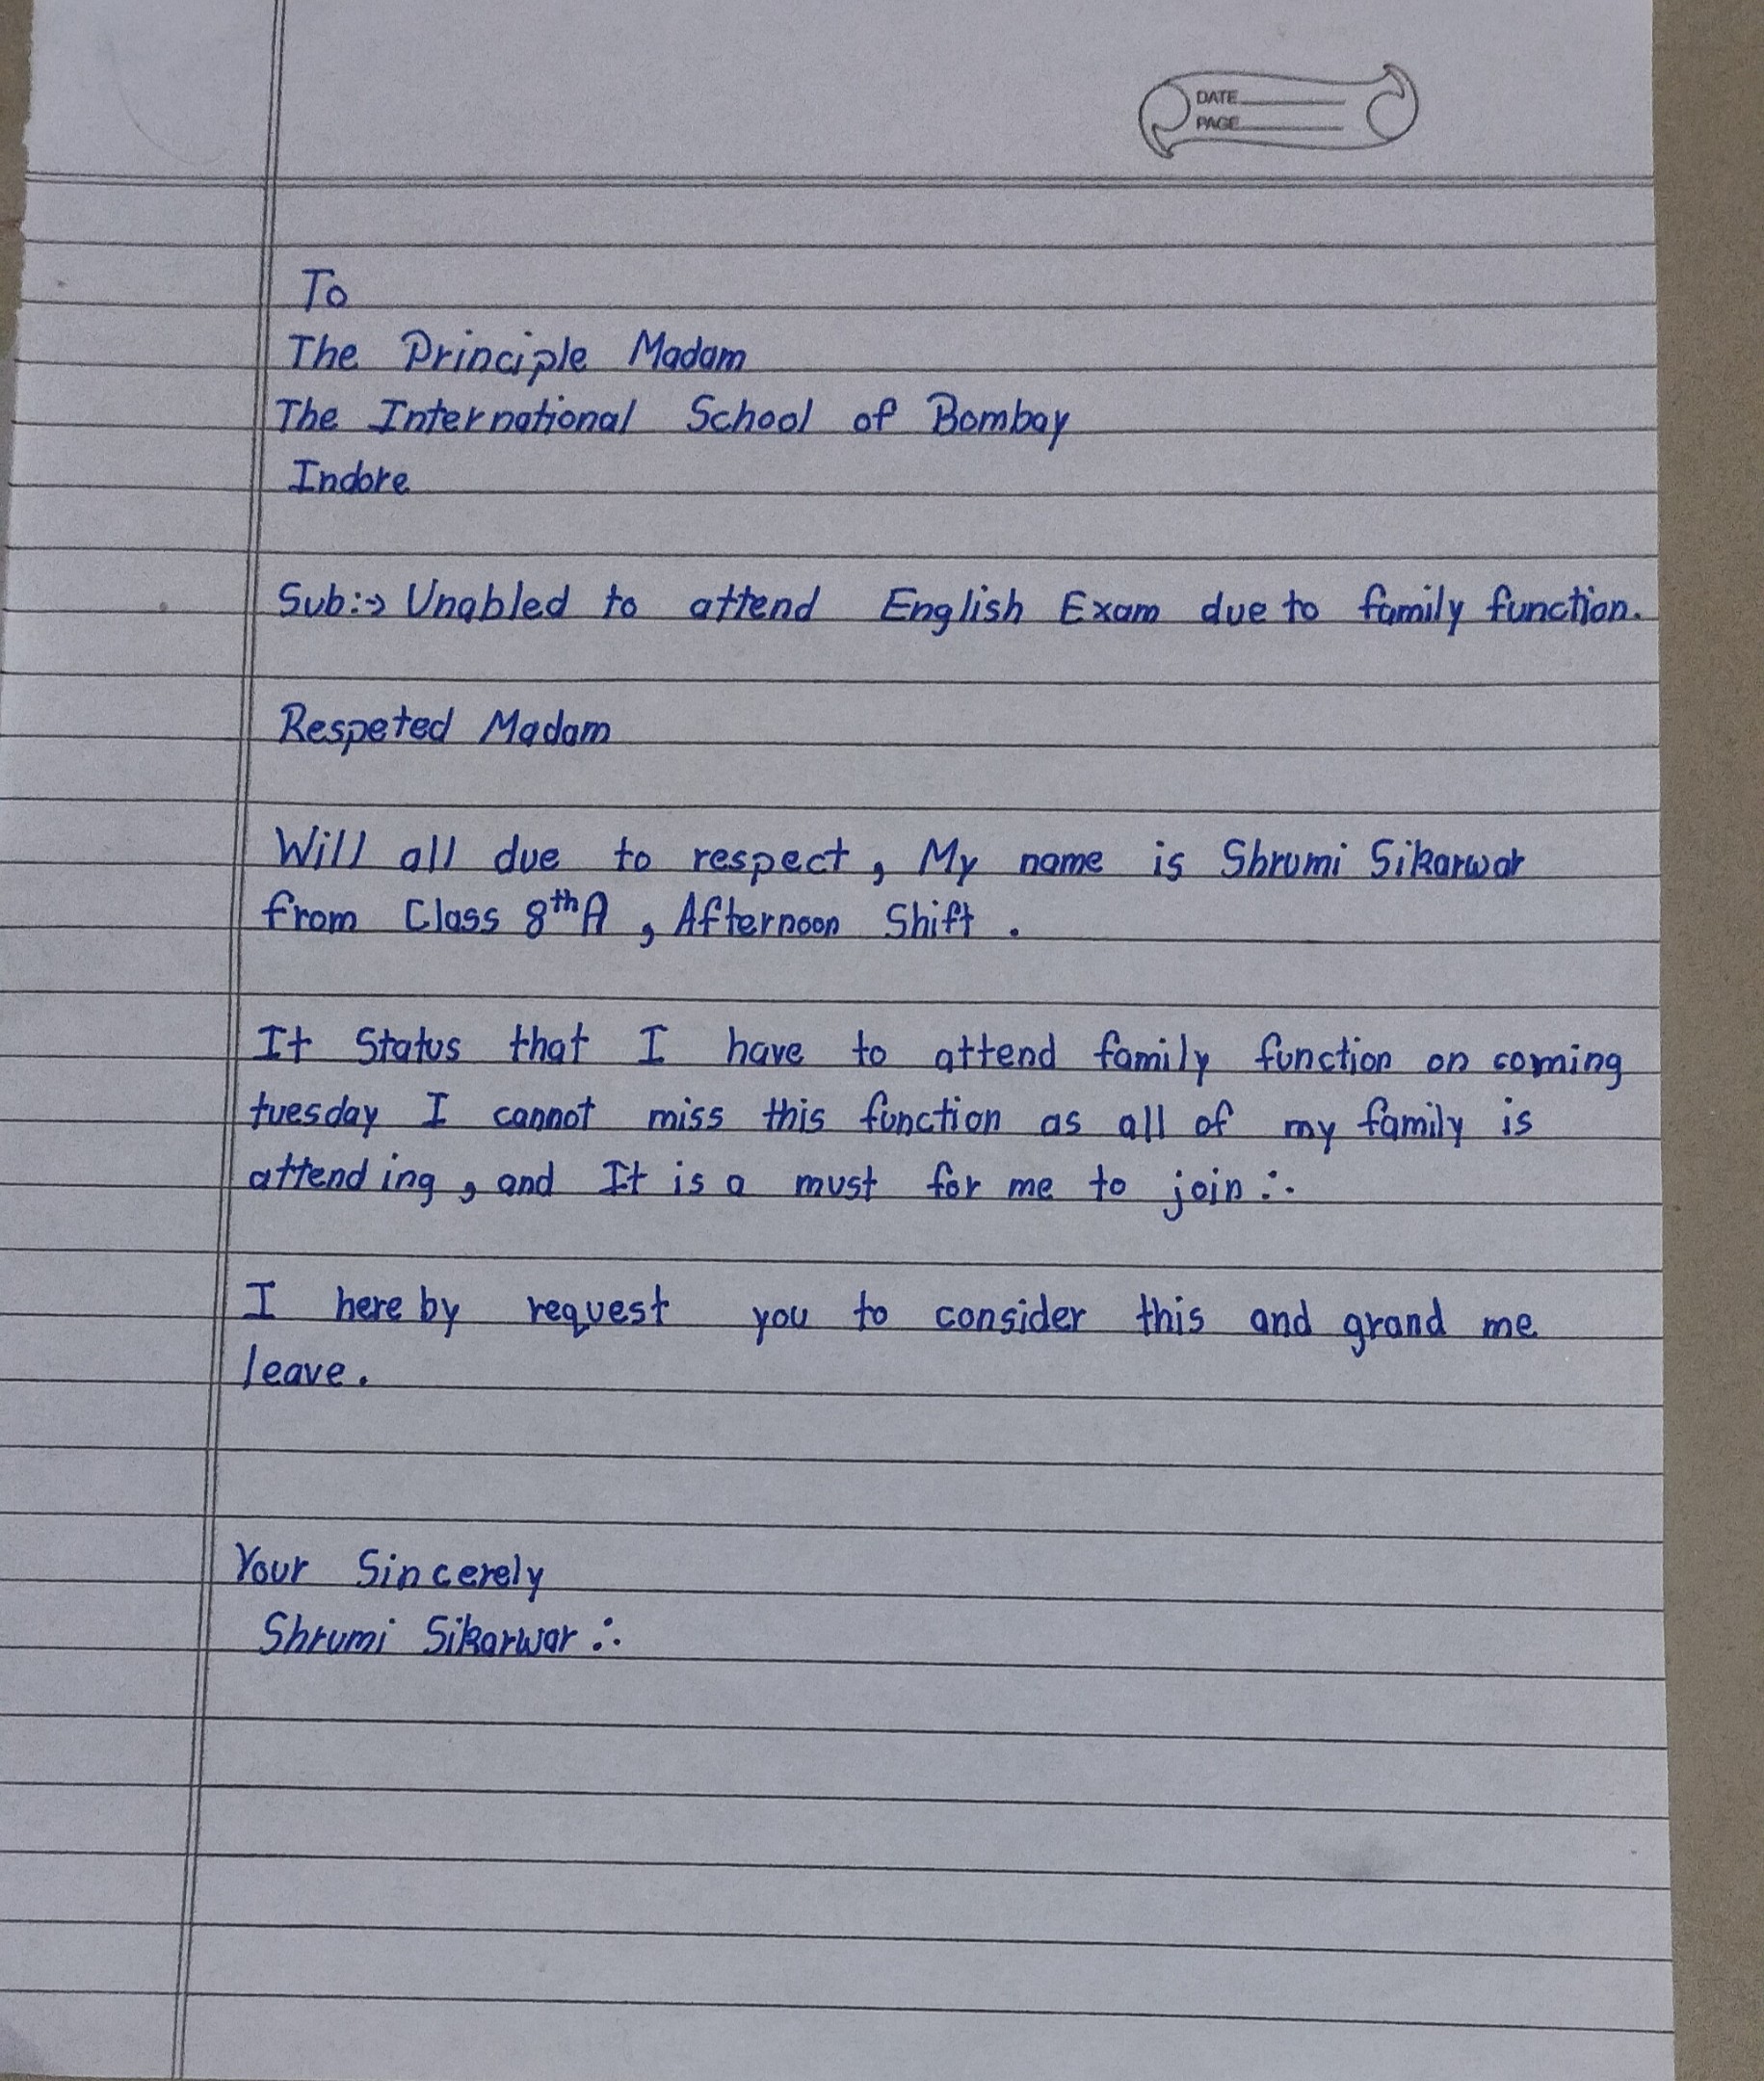 DATE
PAGE
To
The Principle Madam
The International School of Bombay
Indore
Sub:→ Unabled to attend English Exam due to family function.
Respeted Madam
Will all due to respect, My name is Shrumi Sikarwar
from Class 8th A, Afternoon Shift.
It Status that I have to attend family function on coming
tuesday I cannot miss this function as all of my family is
attending, and It is a must for me to join ∴
I hereby request you to consider this and grand me
leave.
Your Sincerely
Shrumi Sikarwar ∴